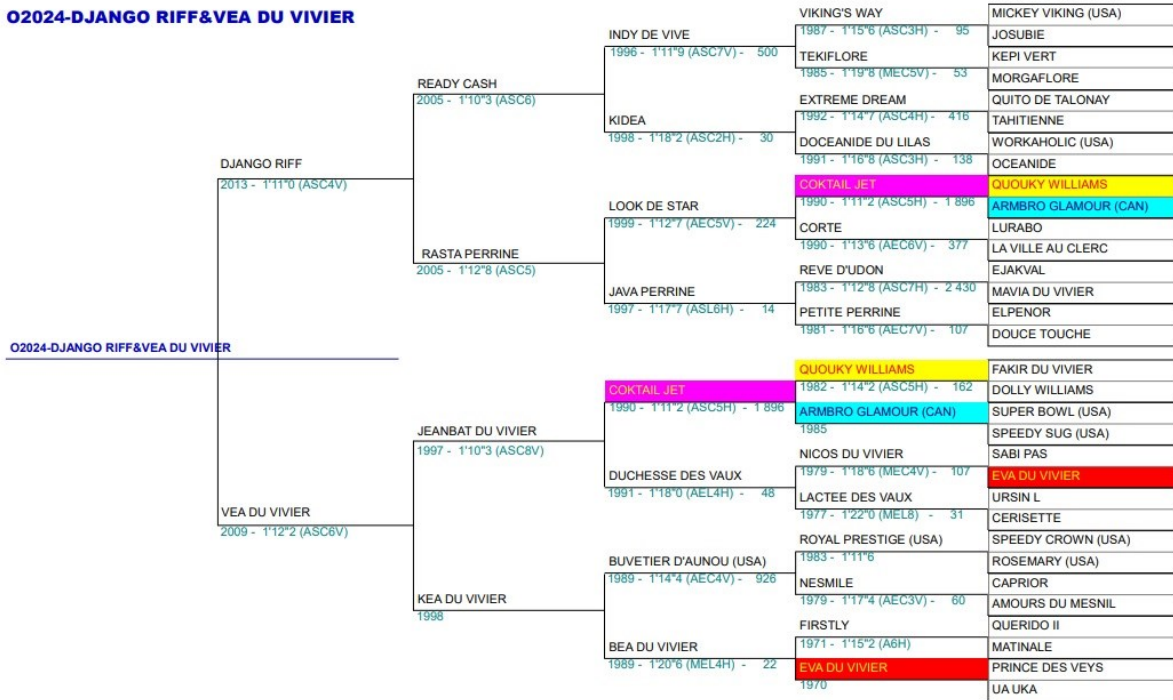 O2024-DJANGO RIFF&VEA DU VIVIER
O2024-DJANGO RIFF&VEA DU VIVIER
DJANGO RIFF
2013 - 1'11"0 (ASC4V)
VEA DU VIVIER
2009 - 1'12"2 (ASC6V)
READY CASH
2005 - 1'10"3 (ASC6)
RASTA PERRINE
2005 - 1'12"8 (ASC5)
JEANBAT DU VIVIER
1997 - 1'10"3 (ASC8V)
KEA DU VIVIER
1998
INDY DE VIVE
1996 - 1'11"9 (ASC7V) - 500
KIDEA
1998 - 1'18"2 (ASC2H) - 30
LOOK DE STAR
1999 - 1'12"7 (AEC5V) - 224
JAVA PERRINE
1997 - 1'17"7 (ASL6H) - 14
COKTAIL JET
1990 - 1'11"2 (ASC5H) - 1 896
DUCHESSE DES VAUX
1991 - 1'18"0 (AEL4H) - 48
BUVETIER D'AUNOU (USA)
1989 - 1'14"4 (AEC4V) - 926
BEA DU VIVIER
1989 - 1'20"6 (MEL4H) - 22
VIKING'S WAY
1987 - 1'15"6 (ASC3H) - 95
TEKIFLORE
1985 - 1'19"8 (MEC5V) - 53
EXTREME DREAM
1992 - 1'14"7 (ASC4H) - 416
DOCEANIDE DU LILAS
1991 - 1'16"8 (ASC3H) - 138
COKTAIL JET
1990 - 1'11"2 (ASC5H) - 1 896
CORTE
1990 - 1'13"6 (AEC6V) - 377
REVE D'UDON
1983 - 1'12"8 (ASC7H) - 2 430
PETITE PERRINE
1981 - 1'16"6 (AEC7V) - 107
QUOUKY WILLIAMS
1982 - 1'14"2 (ASC5H) - 162
ARMBRO GLAMOUR (CAN)
1985
NICOS DU VIVIER
1979 - 1'18"6 (MEC4V) - 107
LACTEE DES VAUX
1977 - 1'22"0 (MEL8) - 31
ROYAL PRESTIGE (USA)
1983 - 1'11"6
NESMILE
1979 - 1'17"4 (AEC3V) - 60
FIRSTLY
1971 - 1'15"2 (A6H)
EVA DU VIVIER
1970
MICKEY VIKING (USA)
JOSUBIE
KEPI VERT
MORGAFLORE
QUITO DE TALONAY
TAHITIENNE
WORKAHOLIC (USA)
OCEANIDE
QUOUKY WILLIAMS
ARMBRO GLAMOUR (CAN)
LURABO
LA VILLE AU CLERC
EJAKVAL
MAVIA DU VIVIER
ELPENOR
DOUCE TOUCHE
FAKIR DU VIVIER
DOLLY WILLIAMS
SUPER BOWL (USA)
SPEEDY SUG (USA)
SABI PAS
EVA DU VIVIER
URSIN L
CERISETTE
SPEEDY CROWN (USA)
ROSEMARY (USA)
CAPRIOR
AMOURS DU MESNIL
QUERIDO II
MATINALE
PRINCE DES VEYS
UA UKA